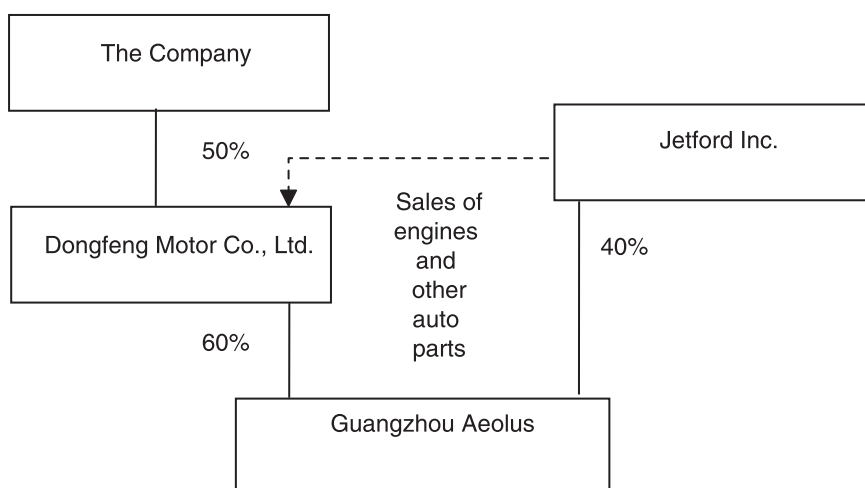 The Company
50%
Jetford Inc.
Sales of
engines
and
other
auto
parts
Dongfeng Motor Co., Ltd.
40%
60%
Guangzhou Aeolus